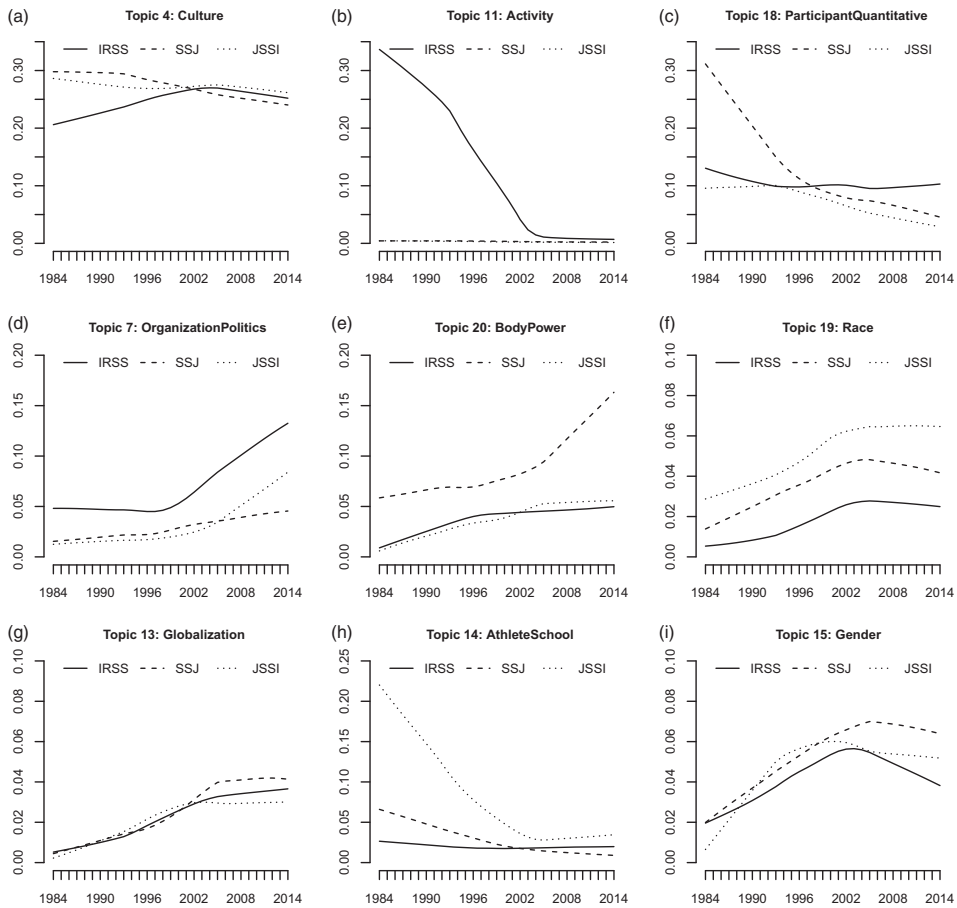 (a) Topic 4: Culture
IRSS SSJ JSSI
0.30
0.20
0.10
0.00
1984 1990 1996 2002 2008 2014
(b) Topic 11: Activity
IRSS SSJ JSSI
0.30
0.20
0.10
0.00
1984 1990 1996 2002 2008 2014
(c) Topic 18: ParticipantQuantitative
IRSS SSJ JSSI
0.30
0.20
0.10
0.00
1984 1990 1996 2002 2008 2014
(d) Topic 7: OrganizationPolitics
IRSS SSJ JSSI
0.20
0.15
0.10
0.05
0.00
1984 1990 1996 2002 2008 2014
(e) Topic 20: BodyPower
IRSS SSJ JSSI
0.20
0.15
0.10
0.05
0.00
1984 1990 1996 2002 2008 2014
(f) Topic 19: Race
IRSS SSJ JSSI
0.10
0.08
0.06
0.04
0.02
0.00
1984 1990 1996 2002 2008 2014
(g) Topic 13: Globalization
IRSS SSJ JSSI
0.10
0.08
0.06
0.04
0.02
0.00
1984 1990 1996 2002 2008 2014
(h) Topic 14: AthleteSchool
IRSS SSJ JSSI
0.25
0.20
0.15
0.10
0.05
0.00
1984 1990 1996 2002 2008 2014
(i) Topic 15: Gender
IRSS SSJ JSSI
0.10
0.08
0.06
0.04
0.02
0.00
1984 1990 1996 2002 2008 2014